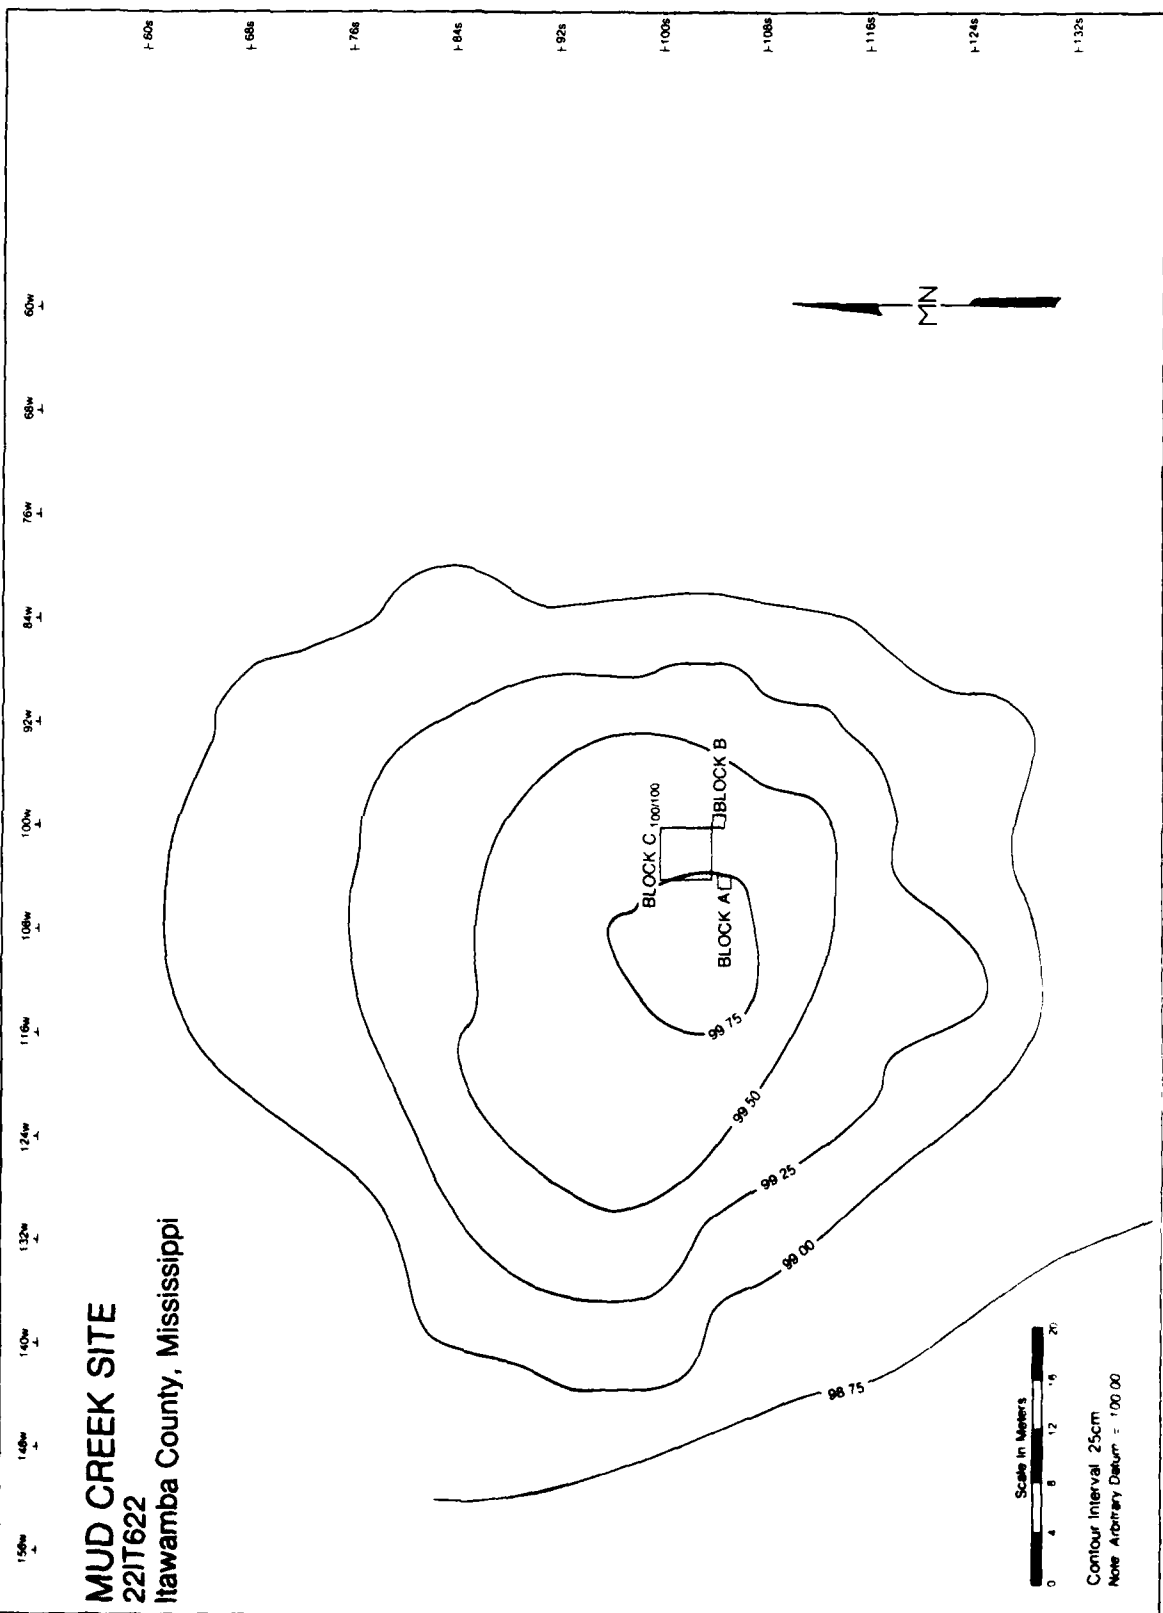 MUD CREEK SITE
22IT622
Itawamba County, Mississippi
156w 148w 140w 132w 124w 116w 108w 100w 92w 84w 76w 68w 60w
60s
68s
76s
84s
92s
100s
108s
116s
124s
132s
BLOCK C
100/100
BLOCK A
BLOCK B
99 75
99 50
99 25
99 00
98 75
MN
Scale In Meters
0 4 8 12 16 20
Contour Interval 25cm
Note Arbitrary Datum = 100 00